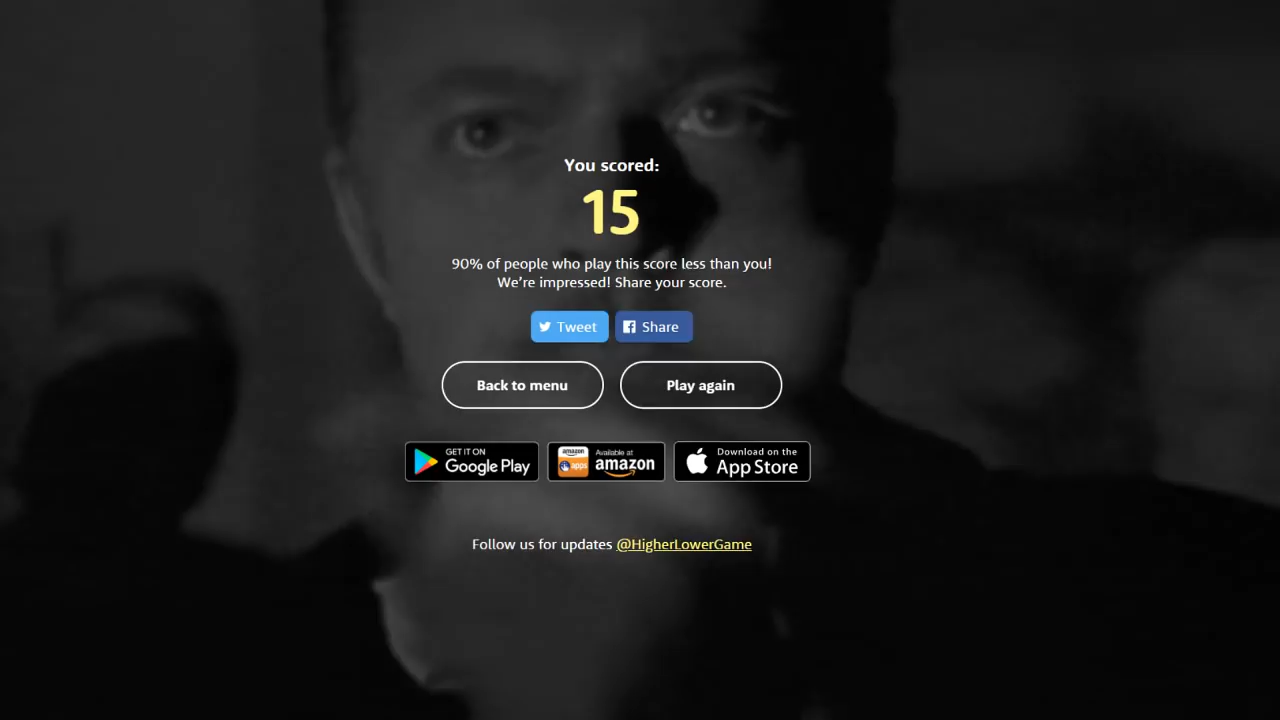 You scored:
15
90% of people who play this score less than you!
We're impressed! Share your score.
Tweet Share
Back to menu Play again
GET IT ON
Google Play
amazon
apps
Available at
amazon
Download on the
App Store
Follow us for updates @HigherLowerGame